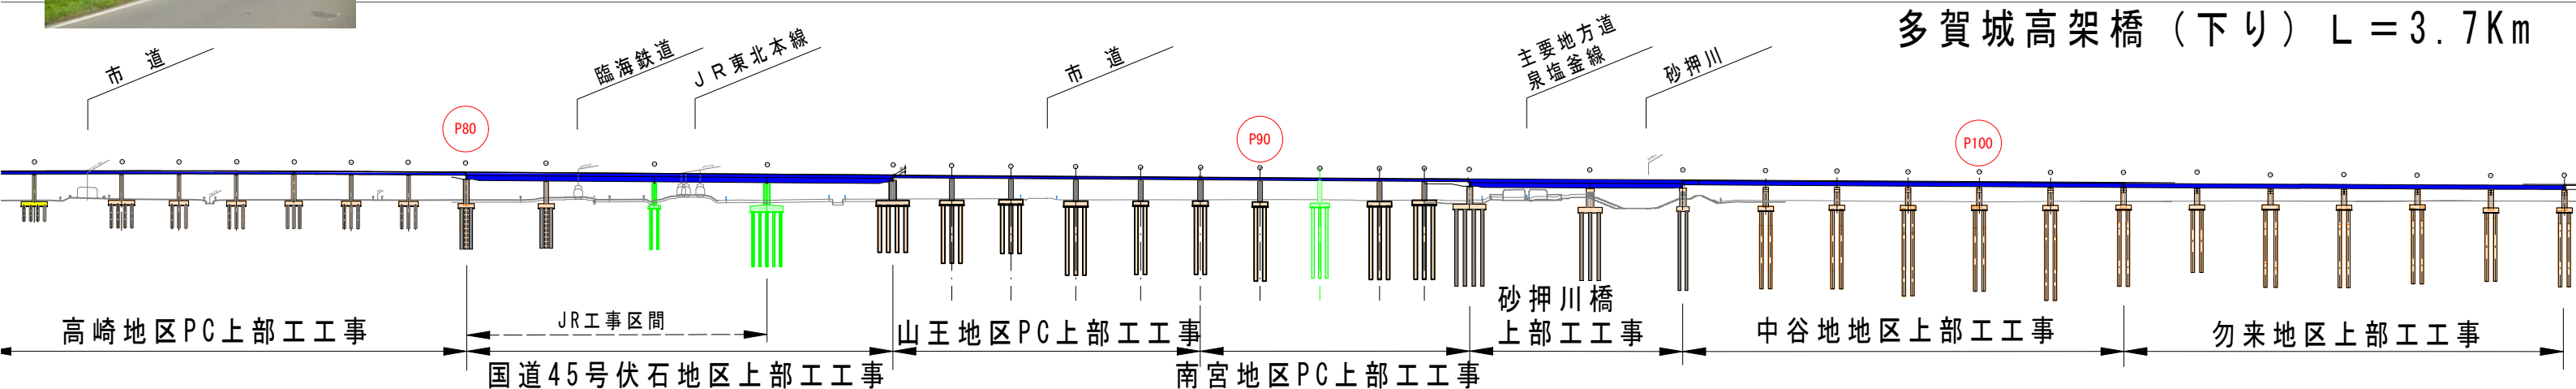 多賀城高架橋（下り）L＝3.7Km
市 道
臨海鉄道
ＪＲ東北本線
市 道
主要地方道
泉塩釜線
砂押川
P80
P90
P100
高崎地区PC上部工工事
JR工事区間
国道45号伏石地区上部工工事
山王地区PC上部工工事
南宮地区PC上部工工事
砂押川橋
上部工工事
中谷地地区上部工工事
勿来地区上部工工事